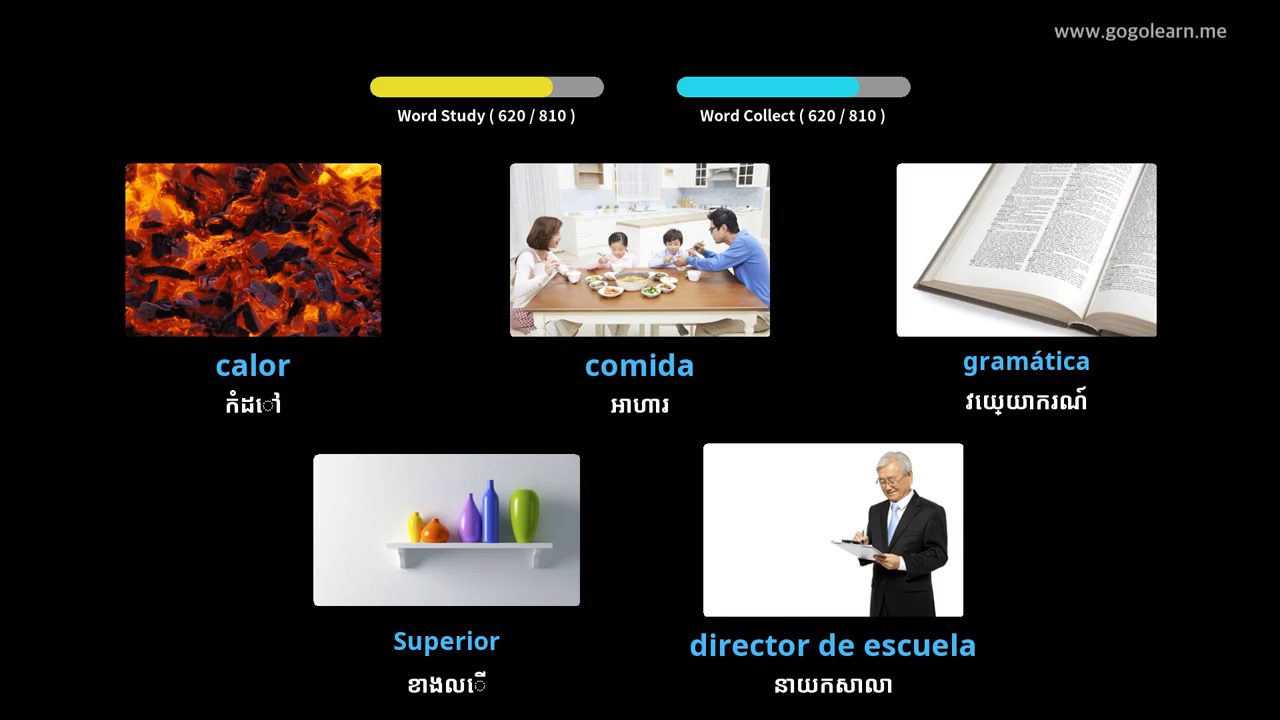 www.gogolearn.me
Word Study ( 620 / 810 )
Word Collect ( 620 / 810 )
calor
កំដៅ
comida
អាហារ
gramática
វយេ្យាករណ៍
Superior
ខាងលើ
director de escuela
នាយកសាលា